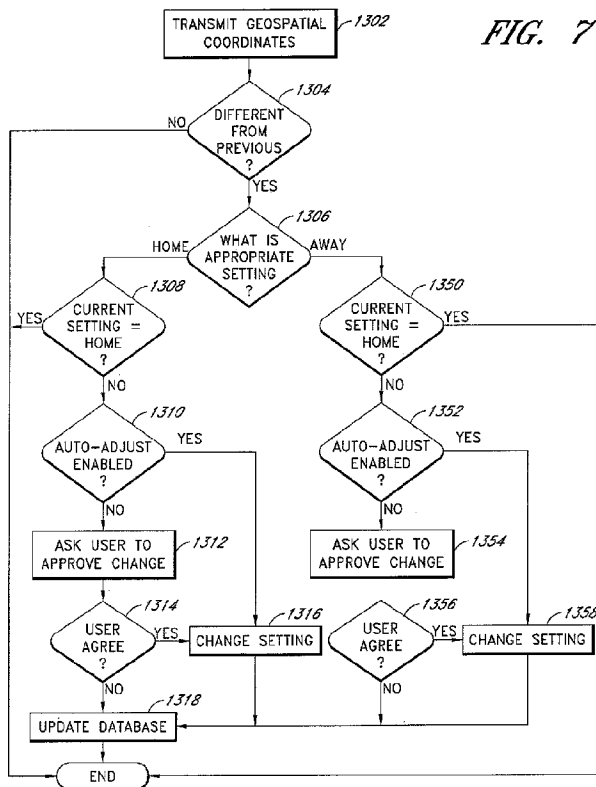 TRANSMIT GEOSPATIAL
COORDINATES
1302
FIG. 7
1304
DIFFERENT
FROM
PREVIOUS
?
NO
YES
1306
WHAT IS
APPROPRIATE
SETTING
?
HOME
AWAY
1308
CURRENT
SETTING =
HOME
?
YES
NO
1350
CURRENT
SETTING =
HOME
?
YES
NO
1310
AUTO-ADJUST
ENABLED
?
YES
NO
1352
AUTO-ADJUST
ENABLED
?
YES
NO
ASK USER TO
APPROVE CHANGE
1312
ASK USER TO
APPROVE CHANGE
1354
1314
USER
AGREE
?
YES
NO
1316
CHANGE SETTING
1356
USER
AGREE
?
YES
NO
1358
CHANGE SETTING
1318
UPDATE DATABASE
END